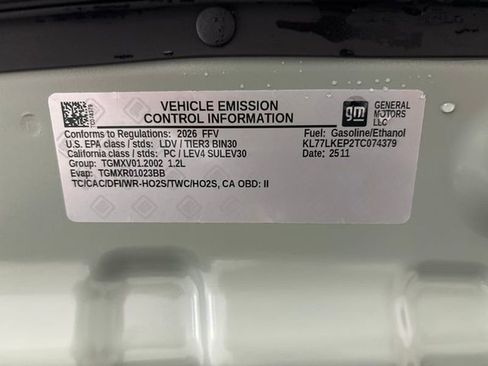 VEHICLE EMISSION
CONTROL INFORMATION
gm
GENERAL
MOTORS
LLC
TC074379
Conforms to Regulations: 2026 FFV
Fuel: Gasoline/Ethanol
U.S. EPA class / stds: LDV / TIER3 BIN30
KL77LKEP2TC074379
California class / stds: PC / LEV4 SULEV30
Date: 2511
Group: TGMXV01.2002 1.2L
Evap: TGMXR01023BB
TC/CAC/DFI/WR-HO2S/TWC/HO2S, CA OBD: II